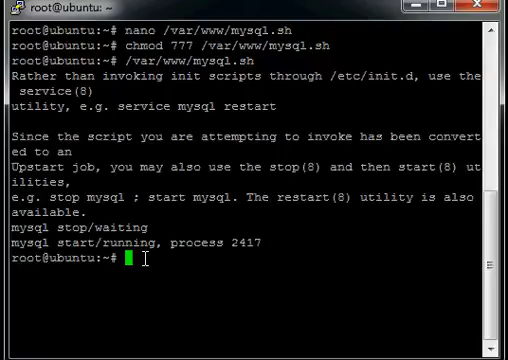 root@ubuntu: ~
root@ubuntu:~# nano /var/www/mysql.sh
root@ubuntu:~# chmod 777 /var/www/mysql.sh
root@ubuntu:~# /var/www/mysql.sh
Rather than invoking init scripts through /etc/init.d, use the
 service(8)
utility, e.g. service mysql restart
Since the script you are attempting to invoke has been convert
ed to an
Upstart job, you may also use the stop(8) and then start(8) ut
ilities,
e.g. stop mysql ; start mysql. The restart(8) utility is also
available.
mysql stop/waiting
mysql start/running, process 2417
root@ubuntu:~#